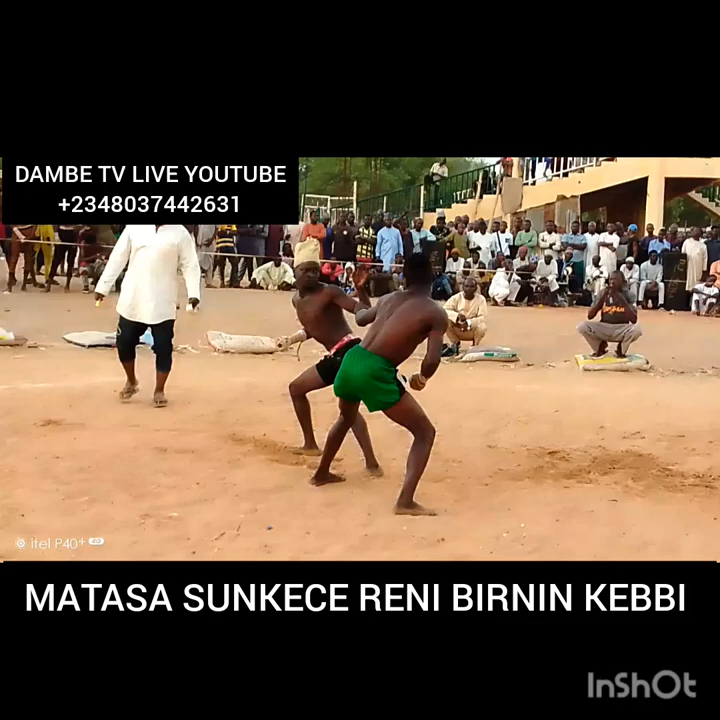 DAMBE TV LIVE YOUTUBE
+2348037442631
itel P40+
MATASA SUNKECE RENI BIRNIN KEBBI
InShOt